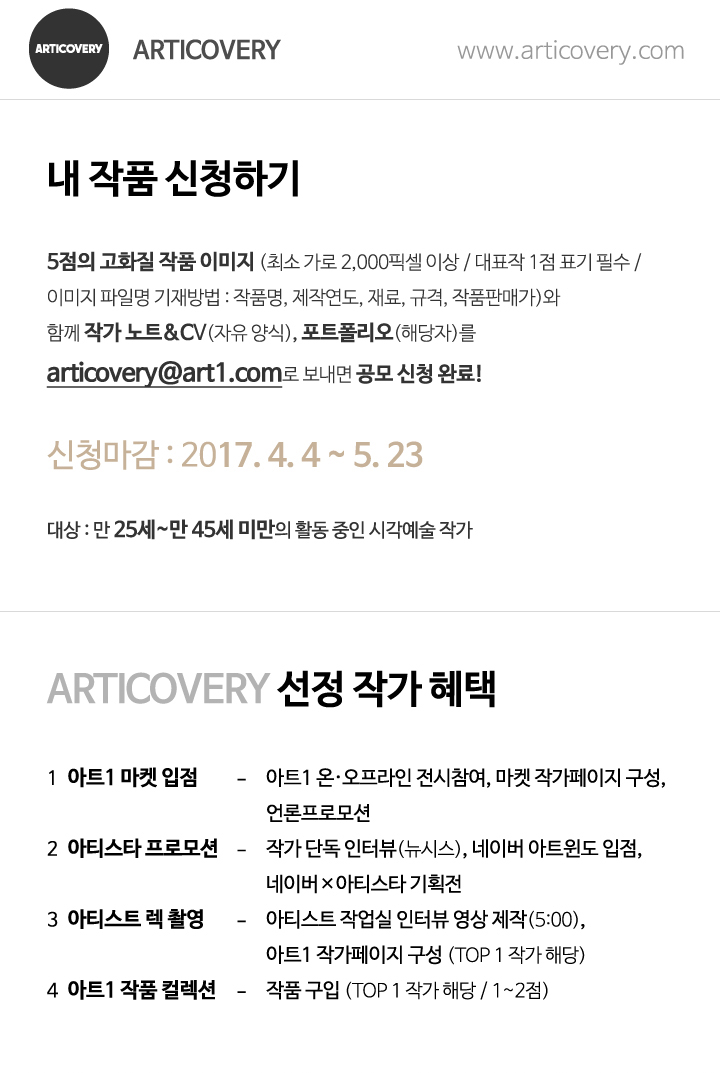 ARTICOVERY
ARTICOVERY
www.articovery.com
내 작품 신청하기
5점의 고화질 작품 이미지 (최소 가로 2,000픽셀 이상 / 대표작 1점 표기 필수 /
이미지 파일명 기재방법 : 작품명, 제작연도, 재료, 규격, 작품판매가)와
함께 작가 노트&CV(자유 양식), 포트폴리오(해당자)를
articovery@art1.com로 보내면 공모 신청 완료!
신청마감 : 2017. 4. 4 ~ 5. 23
대상 : 만 25세~만 45세 미만의 활동 중인 시각예술 작가
ARTICOVERY 선정 작가 혜택
1 아트1 마켓 입점 - 아트1 온·오프라인 전시참여, 마켓 작가페이지 구성,
언론프로모션
2 아티스타 프로모션 - 작가 단독 인터뷰(뉴시스), 네이버 아트윈도 입점,
네이버×아티스타 기획전
3 아티스트 렉 촬영 - 아티스트 작업실 인터뷰 영상 제작(5:00),
아트1 작가페이지 구성 (TOP 1 작가 해당)
4 아트1 작품 컬렉션 - 작품 구입 (TOP 1 작가 해당 / 1~2점)